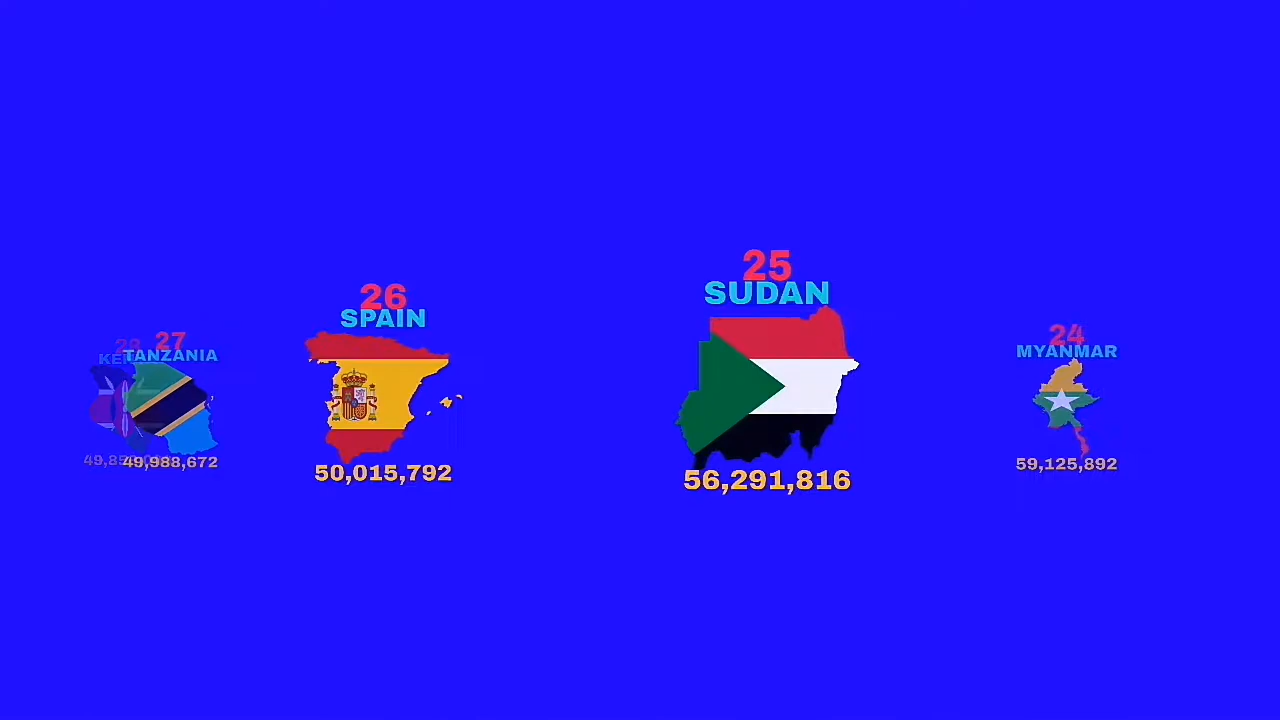 27
TANZANIA
49,988,672
26
SPAIN
50,015,792
25
SUDAN
56,291,816
24
MYANMAR
59,125,892